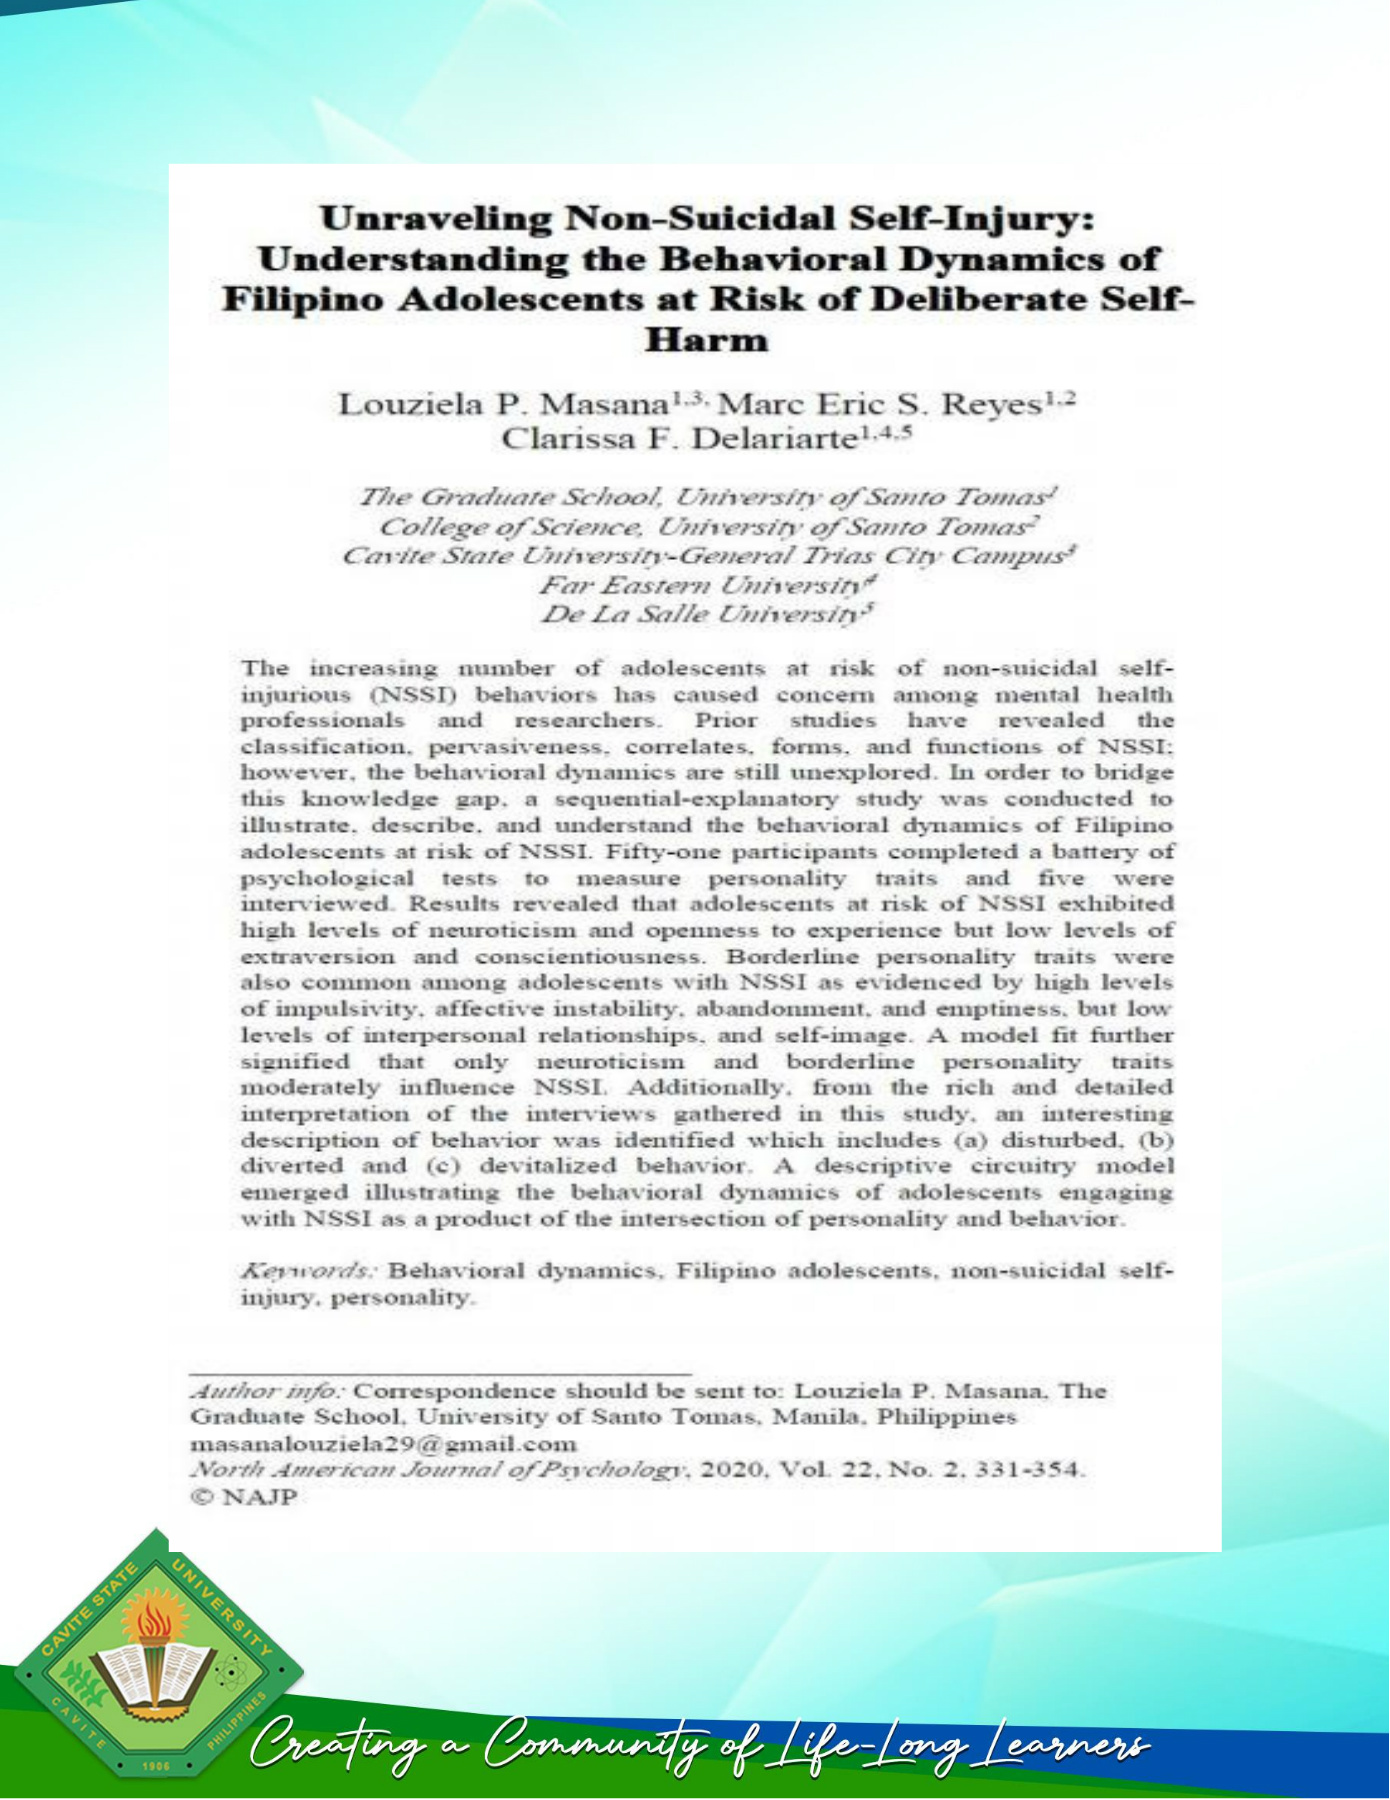 Unraveling Non-Suicidal Self-Injury:
Understanding the Behavioral Dynamics of
Filipino Adolescents at Risk of Deliberate Self-
Harm
Louziela P. Masana1,3, Marc Eric S. Reyes1,2
Clarissa F. Delariarte1,4,5
The Graduate School, University of Santo Tomas1
College of Science, University of Santo Tomas2
Cavite State University-General Trias City Campus3
Far Eastern University4
De La Salle University5
The increasing number of adolescents at risk of non-suicidal self-
injurious (NSSI) behaviors has caused concern among mental health
professionals and researchers. Prior studies have revealed the
classification, pervasiveness, correlates, forms, and functions of NSSI;
however, the behavioral dynamics are still unexplored. In order to bridge
this knowledge gap, a sequential-explanatory study was conducted to
illustrate, describe, and understand the behavioral dynamics of Filipino
adolescents at risk of NSSI. Fifty-one participants completed a battery of
psychological tests to measure personality traits and five were
interviewed. Results revealed that adolescents at risk of NSSI exhibited
high levels of neuroticism and openness to experience but low levels of
extraversion and conscientiousness. Borderline personality traits were
also common among adolescents with NSSI as evidenced by high levels
of impulsivity, affective instability, abandonment, and emptiness, but low
levels of interpersonal relationships, and self-image. A model fit further
signified that only neuroticism and borderline personality traits
moderately influence NSSI. Additionally, from the rich and detailed
interpretation of the interviews gathered in this study, an interesting
description of behavior was identified which includes (a) disturbed, (b)
diverted and (c) devitalized behavior. A descriptive circuitry model
emerged illustrating the behavioral dynamics of adolescents engaging
with NSSI as a product of the intersection of personality and behavior.
Keywords: Behavioral dynamics, Filipino adolescents, non-suicidal self-
injury, personality.
Author info: Correspondence should be sent to: Louziela P. Masana, The
Graduate School, University of Santo Tomas, Manila, Philippines
masanalouziela29@gmail.com
North American Journal of Psychology, 2020, Vol. 22, No. 2, 331-354.
© NAJP
CAVITE STATE UNIVERSITY
CAVITE 1906 PHILIPPINES
Creating a Community of Life-Long Learners